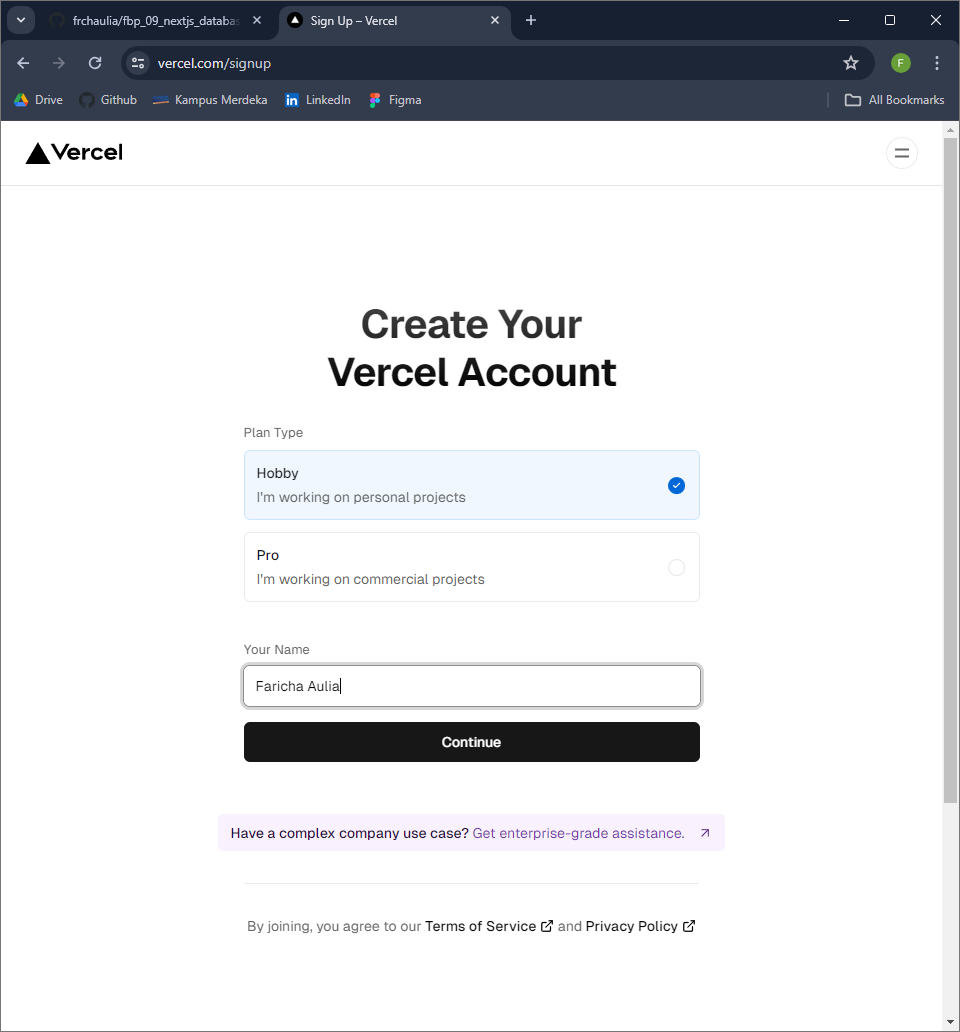 frchaulia/fbp_09_nextjs_databas
Sign Up – Vercel
vercel.com/signup
F
Drive
Github
Kampus Merdeka
LinkedIn
Figma
All Bookmarks
Vercel
Create Your
Vercel Account
Plan Type
Hobby
I'm working on personal projects
Pro
I'm working on commercial projects
Your Name
Faricha Aulia
Continue
Have a complex company use case? Get enterprise-grade assistance.
By joining, you agree to our Terms of Service and Privacy Policy